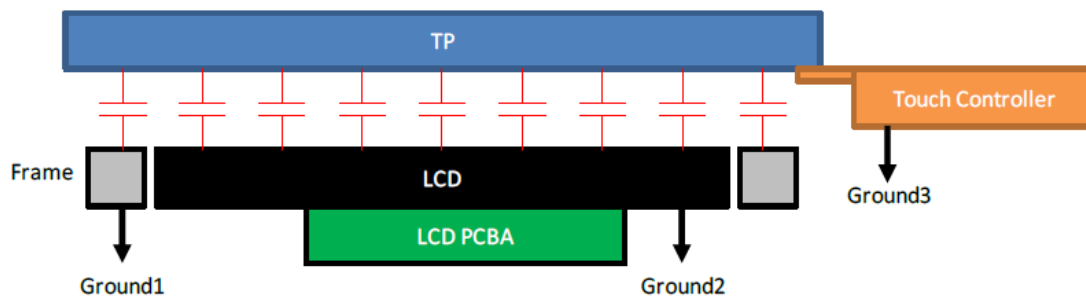 TP
Touch Controller
Frame
LCD
Ground3
LCD PCBA
Ground1
Ground2